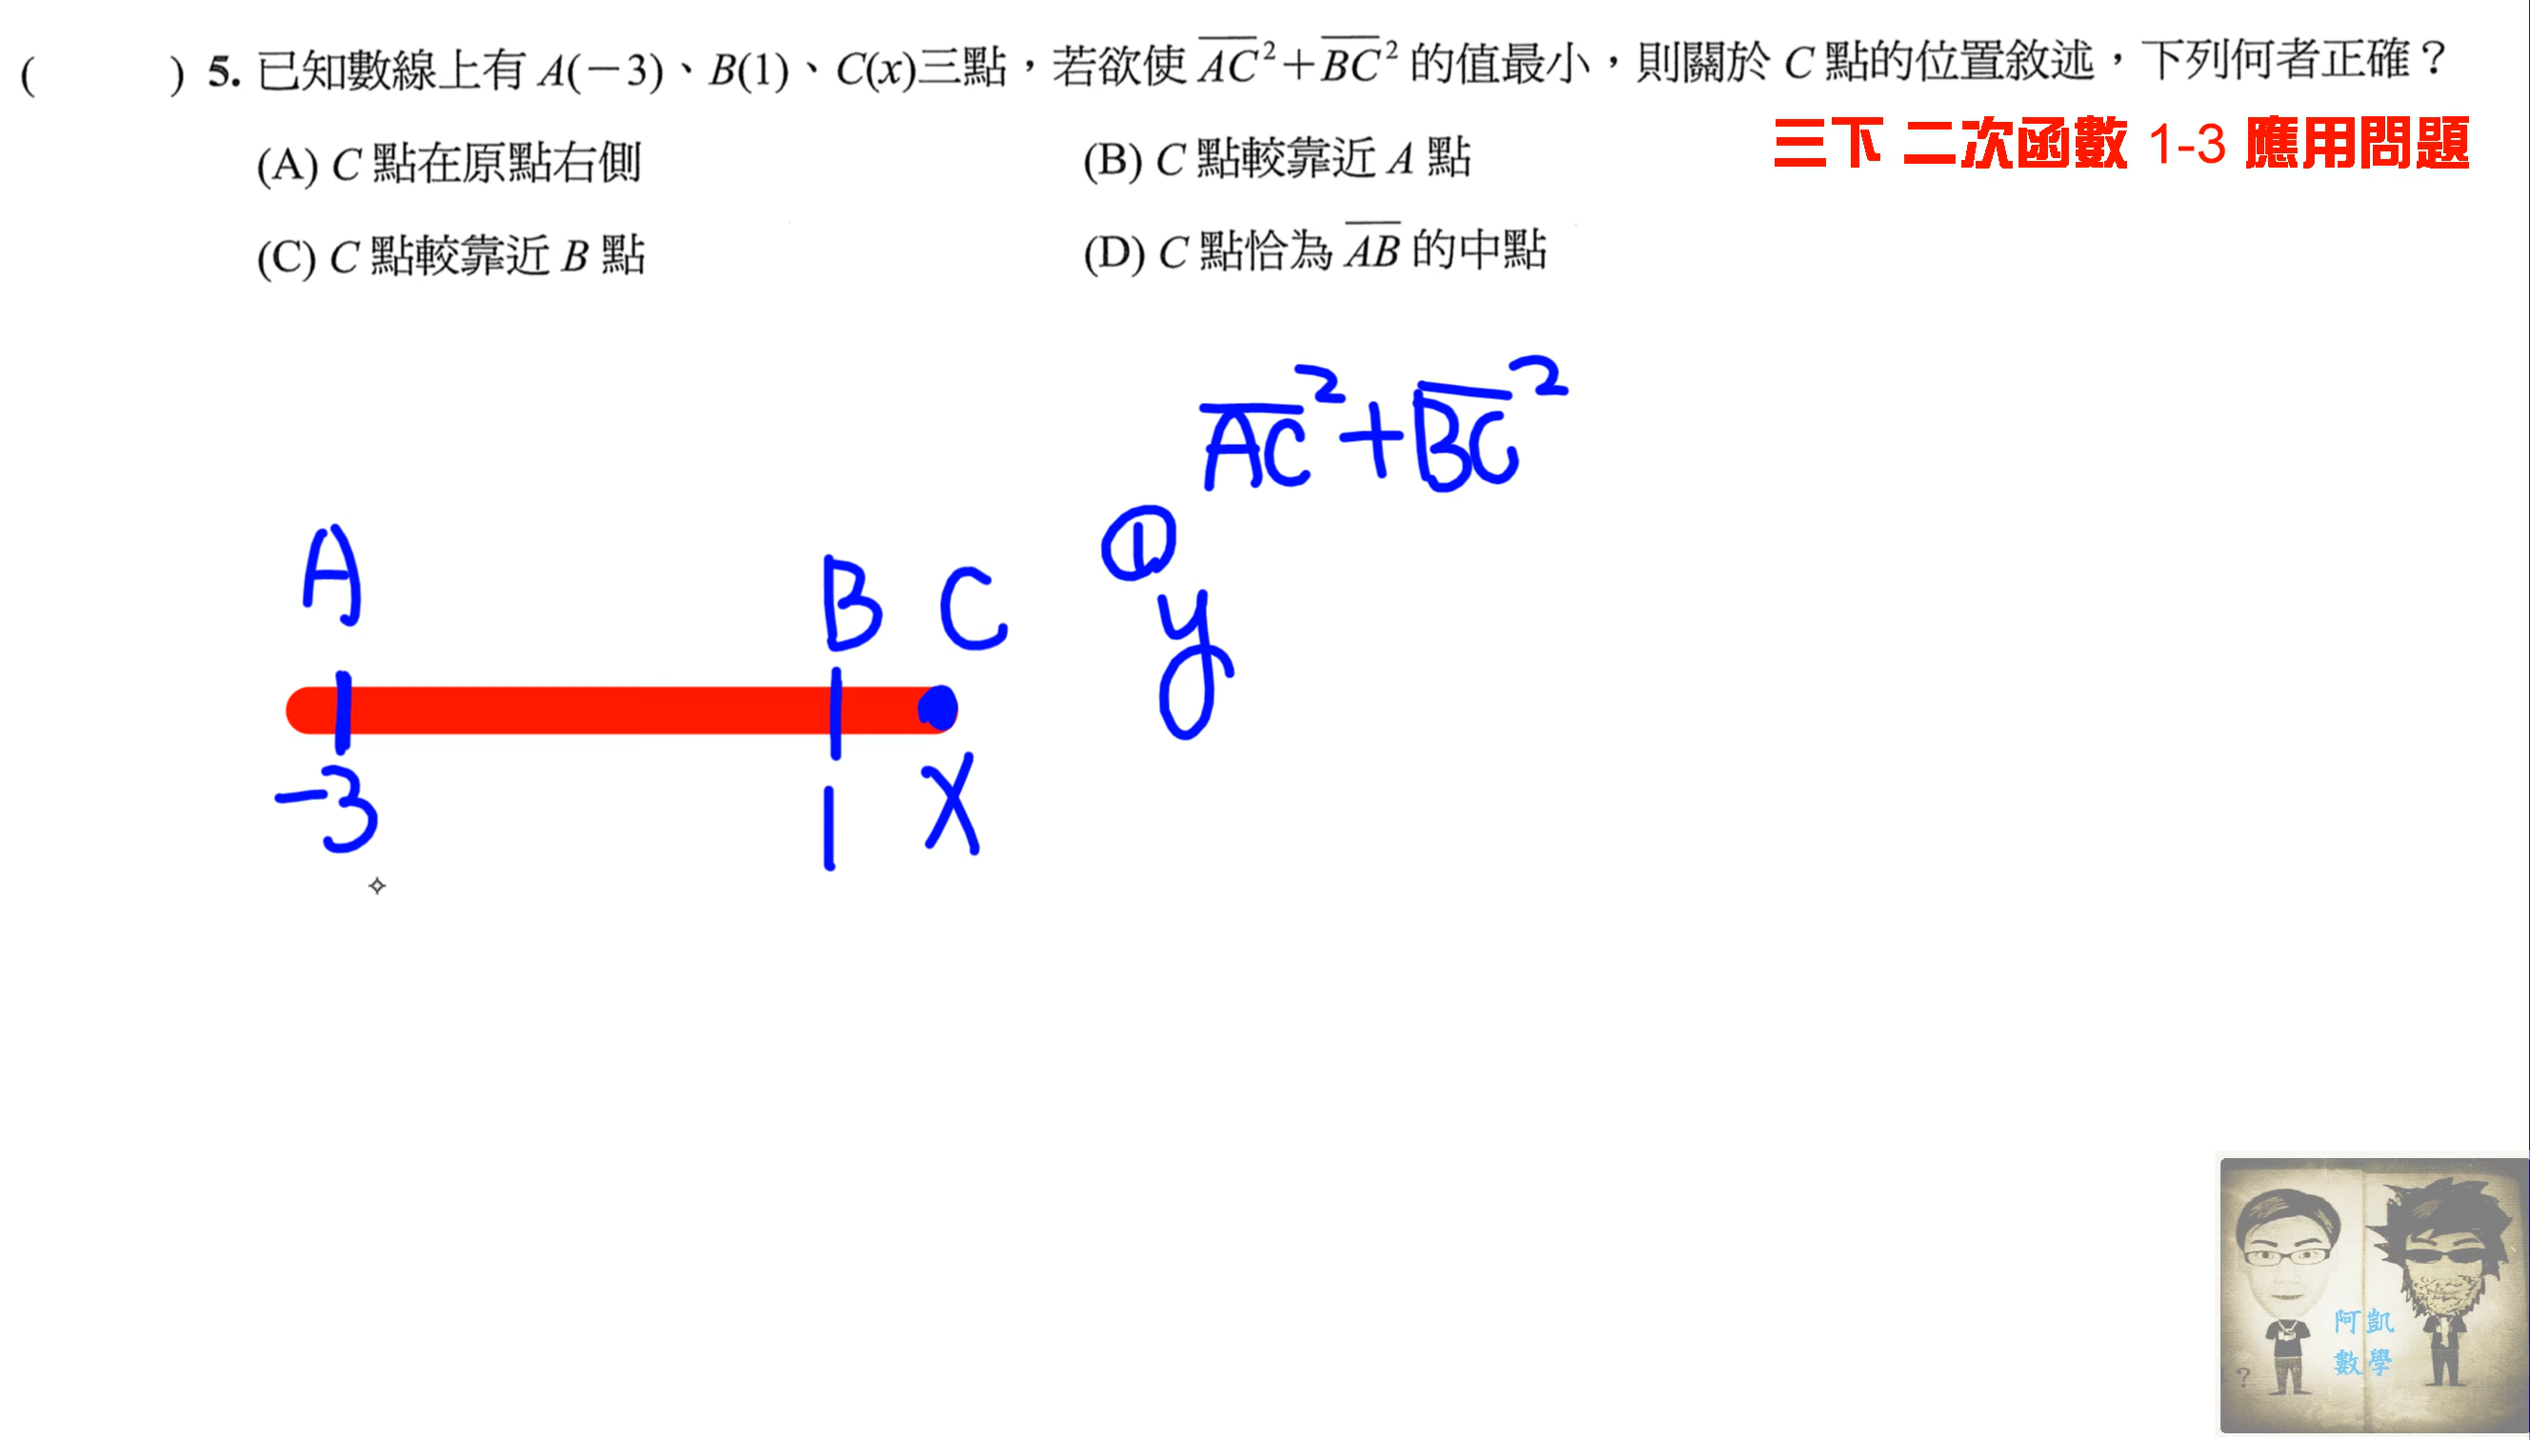 ( ) 5. 已知數線上有 A(－3)、B(1)、C(x)三點，若欲使 \overline{AC}²＋\overline{BC}² 的值最小，則關於 C 點的位置敘述，下列何者正確？
三下 二次函數 1-3 應用問題
(A) C 點在原點右側 (B) C 點較靠近 A 點
(C) C 點較靠近 B 點 (D) C 點恰為 \overline{AB} 的中點
\overline{AC}²+\overline{BC}²
①
A B C
y
-3 1 x
阿凱
數學
?